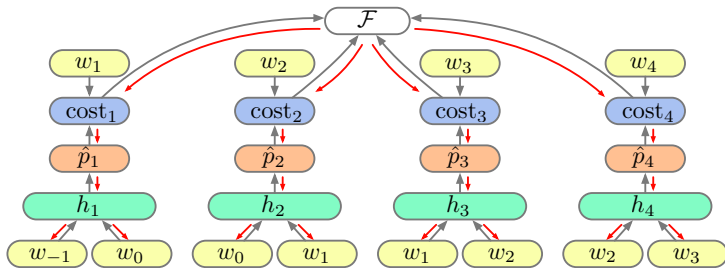 ℱ
w₁ w₂ w₃ w₄
cost₁ cost₂ cost₃ cost₄
p̂₁ p̂₂ p̂₃ p̂₄
h₁ h₂ h₃ h₄
w₋₁ w₀ w₀ w₁ w₁ w₂ w₂ w₃